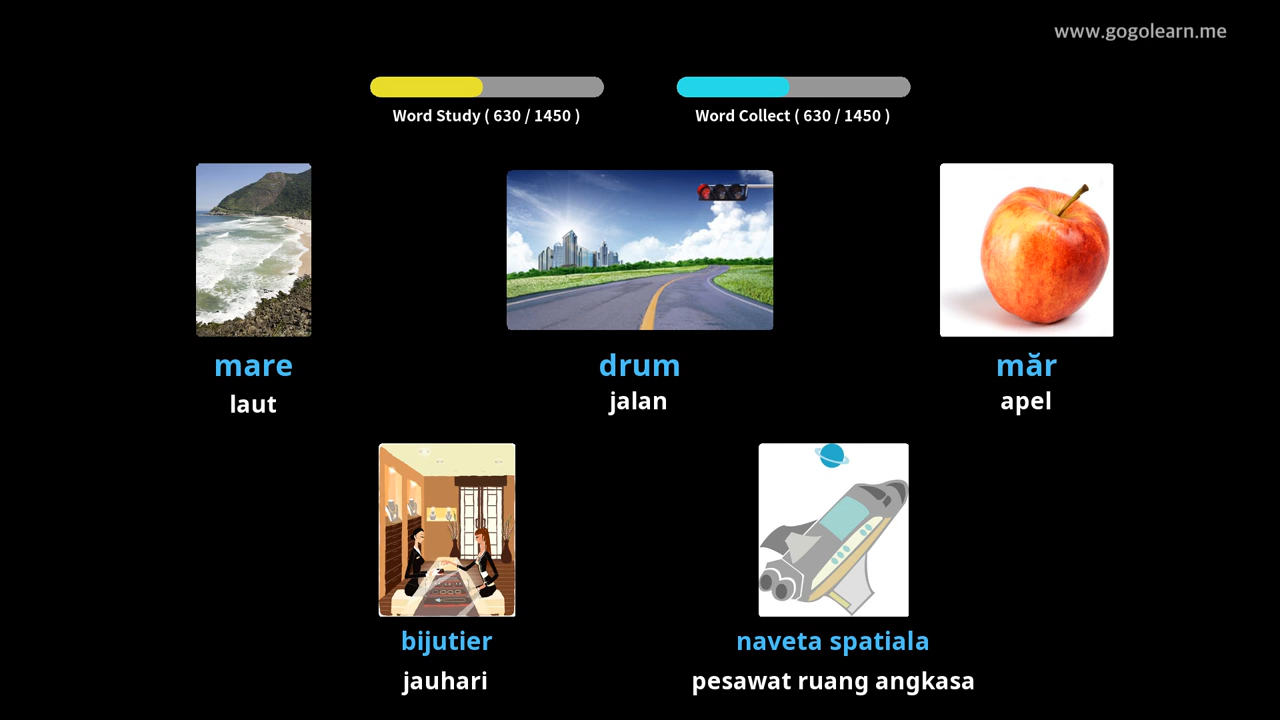 www.gogolearn.me
Word Study ( 630 / 1450 )
Word Collect ( 630 / 1450 )
mare
laut
drum
jalan
măr
apel
bijutier
jauhari
naveta spatiala
pesawat ruang angkasa